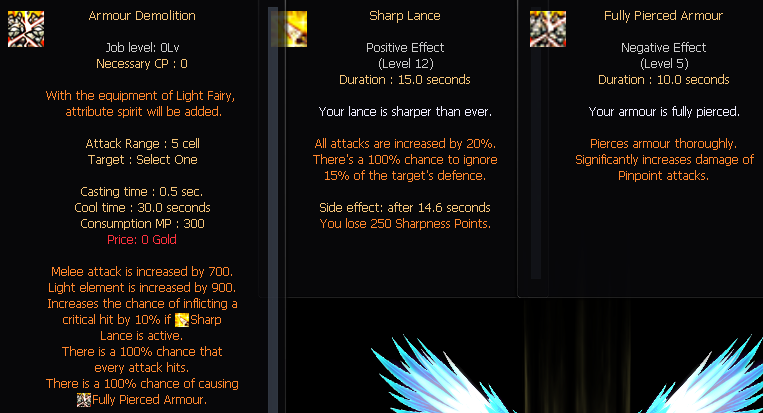 Armour Demolition
Job level: 0Lv
Necessary CP : 0
With the equipment of Light Fairy,
attribute spirit will be added.
Attack Range : 5 cell
Target : Select One
Casting time : 0.5 sec.
Cool time : 30.0 seconds
Consumption MP : 300
Price: 0 Gold
Melee attack is increased by 700.
Light element is increased by 900.
Increases the chance of inflicting a
critical hit by 10% if Sharp
Lance is active.
There is a 100% chance that
every attack hits.
There is a 100% chance of causing
Fully Pierced Armour.
Sharp Lance
Positive Effect
(Level 12)
Duration : 15.0 seconds
Your lance is sharper than ever.
All attacks are increased by 20%.
There's a 100% chance to ignore
15% of the target's defence.
Side effect: after 14.6 seconds
You lose 250 Sharpness Points.
Fully Pierced Armour
Negative Effect
(Level 5)
Duration : 10.0 seconds
Your armour is fully pierced.
Pierces armour thoroughly.
Significantly increases damage of
Pinpoint attacks.